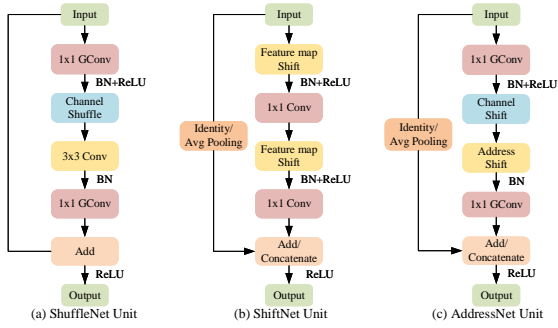 Input
1x1 GConv
BN+ReLU
Channel
Shuffle
3x3 Conv
BN
1x1 GConv
Add
ReLU
Output
(a) ShuffleNet Unit
Input
Feature map
Shift
BN+ReLU
1x1 Conv
Identity/
Avg Pooling
Feature map
Shift
BN+ReLU
1x1 Conv
Add/
Concatenate
ReLU
Output
(b) ShiftNet Unit
Input
1x1 GConv
BN+ReLU
Channel
Shift
Identity/
Avg Pooling
Address
Shift
BN
1x1 GConv
Add/
Concatenate
ReLU
Output
(c) AddressNet Unit